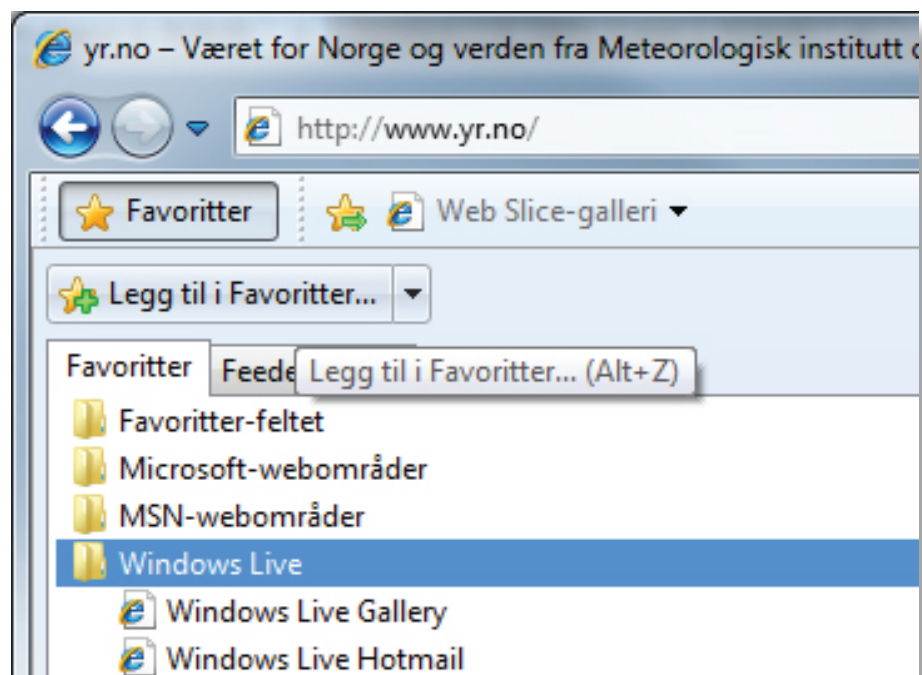 yr.no – Været for Norge og verden fra Meteorologisk institutt
http://www.yr.no/
Favoritter
Web Slice-galleri
Legg til i Favoritter...
Favoritter
Legg til i Favoritter... (Alt+Z)
Favoritter-feltet
Microsoft-webområder
MSN-webområder
Windows Live
Windows Live Gallery
Windows Live Hotmail